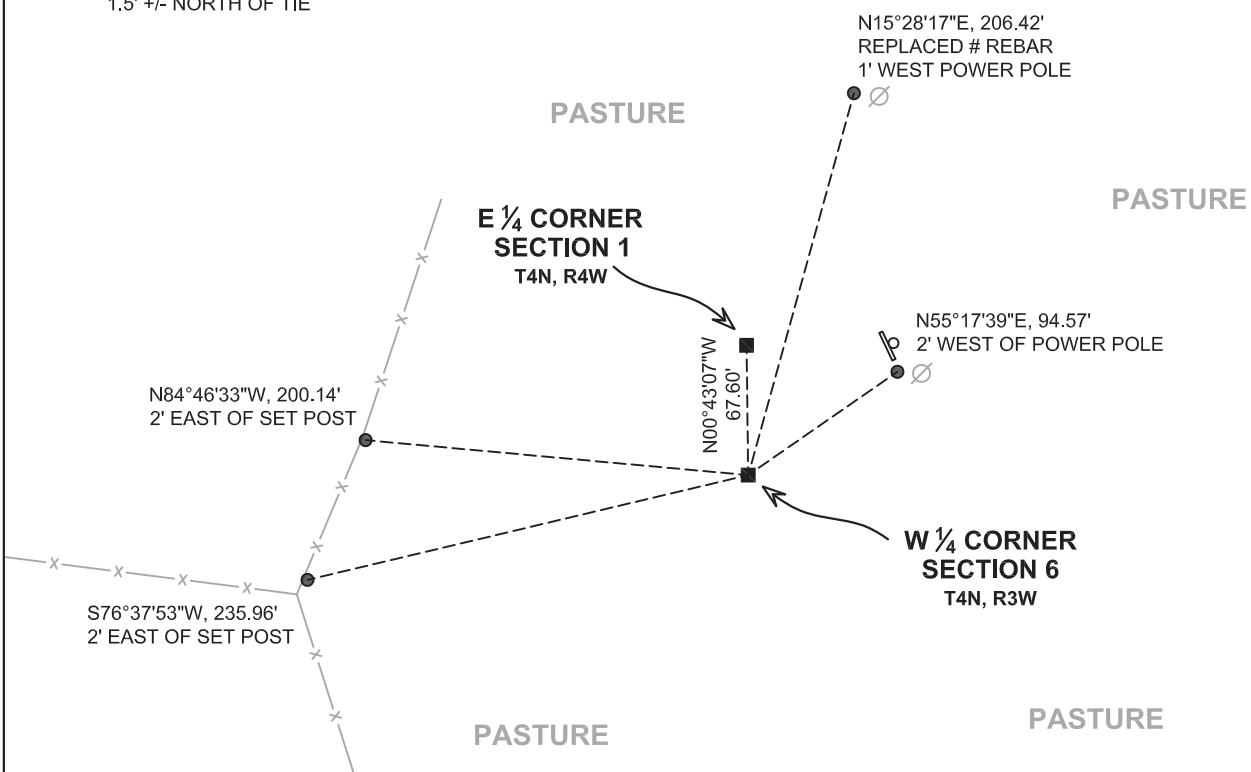 1.5' +/- NORTH OF TIE
N15°28'17"E, 206.42'
REPLACED # REBAR
1' WEST POWER POLE
PASTURE
PASTURE
E ¼ CORNER
SECTION 1
T4N, R4W
N55°17'39"E, 94.57'
2' WEST OF POWER POLE
N00°43'07"W
67.60'
N84°46'33"W, 200.14'
2' EAST OF SET POST
W ¼ CORNER
SECTION 6
T4N, R3W
S76°37'53"W, 235.96'
2' EAST OF SET POST
PASTURE
PASTURE